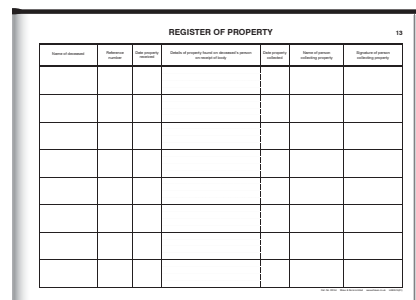 REGISTER OF PROPERTY
13
Name of deceased
Reference
number
Date property
received
Details of property found on deceased's person
on receipt of body
Date property
collected
Name of person
collecting property
Signature of person
collecting property